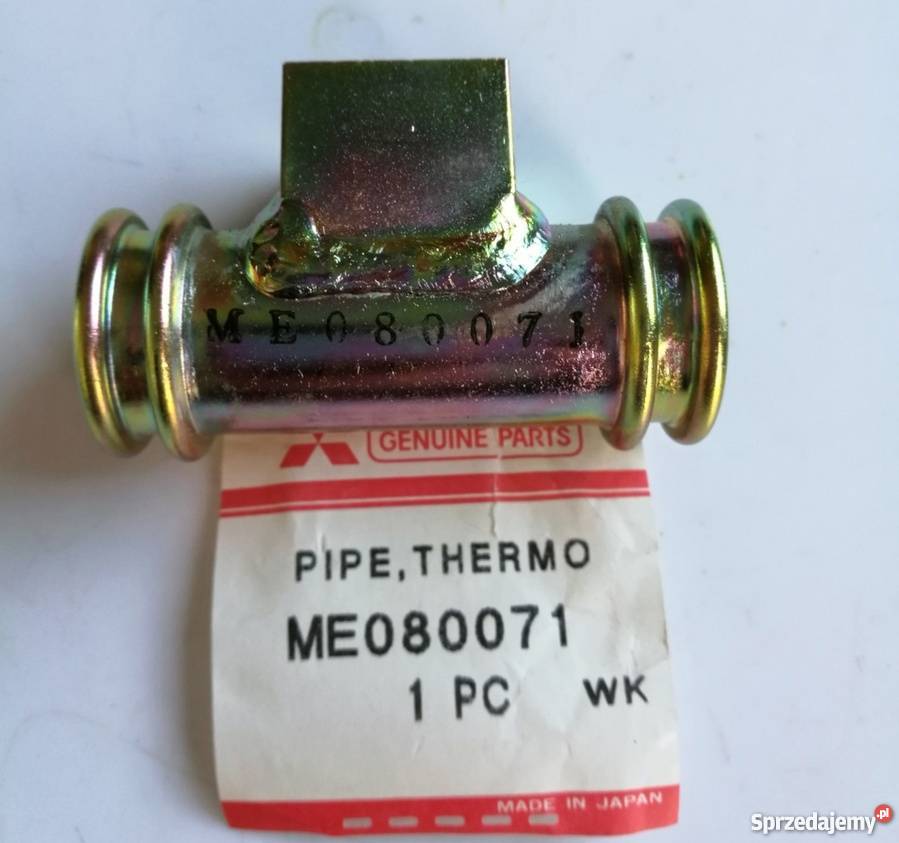 ME080071
GENUINE PARTS
PIPE, THERMO
ME080071
1 PC WK
MADE IN JAPAN
Sprzedajemy.pl